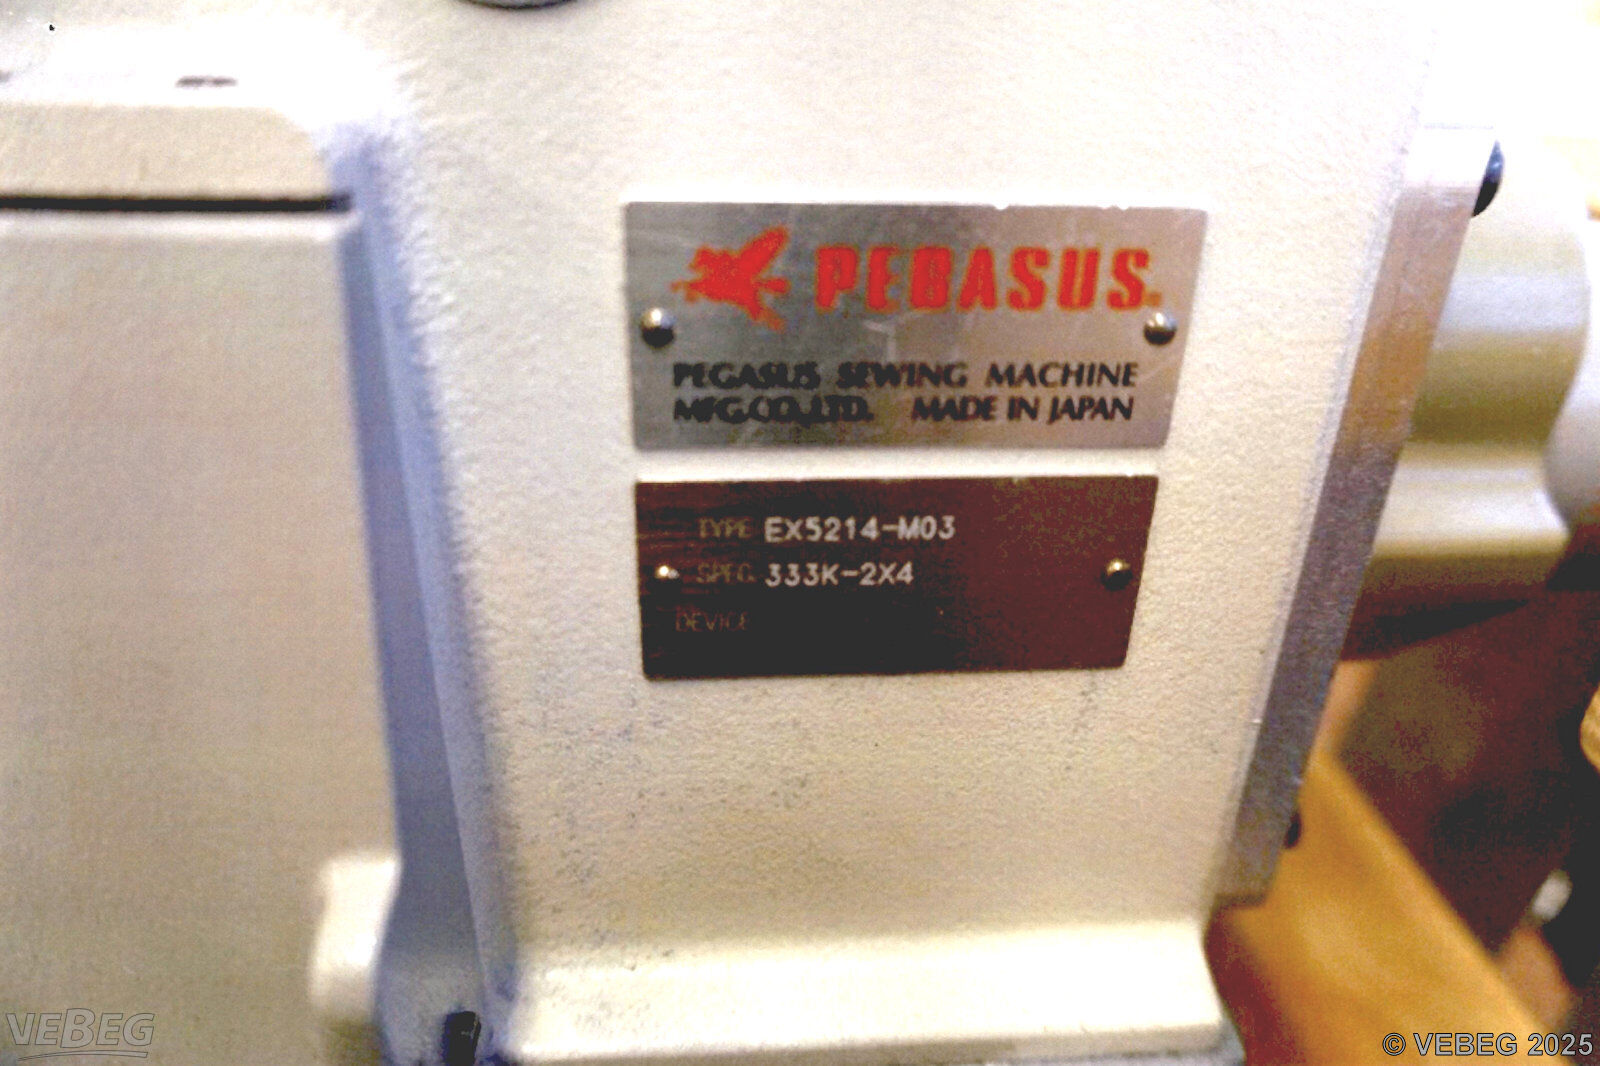 PEGASUS®
PEGASUS SEWING MACHINE
MFG.CO.,LTD. MADE IN JAPAN
TYPE EX5214-M03
SPEC. 333K-2X4
DEVICE
VEBEG
© VEBEG 2025